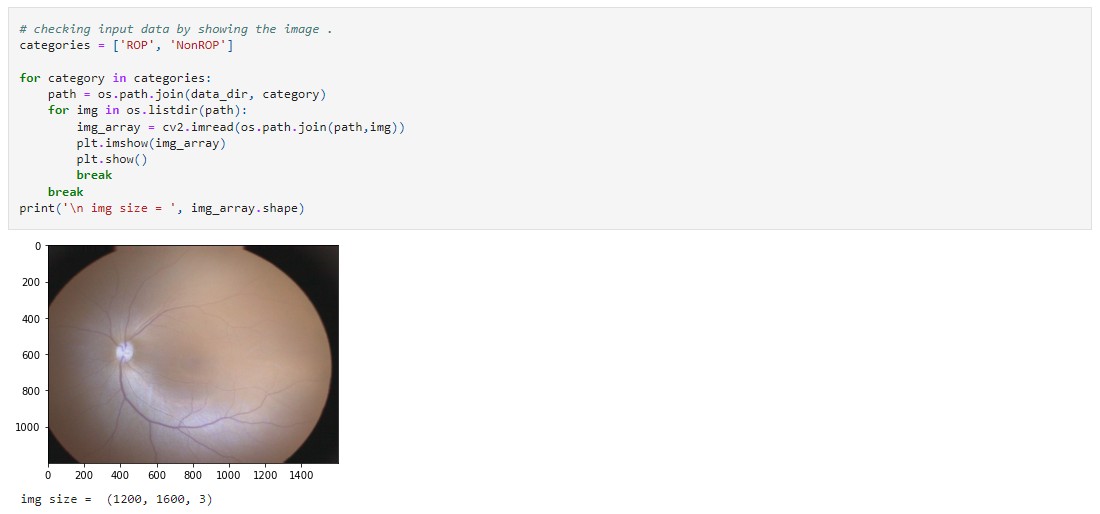 # checking input data by showing the image .
categories = ['ROP', 'NonROP']
for category in categories:
    path = os.path.join(data_dir, category)
    for img in os.listdir(path):
        img_array = cv2.imread(os.path.join(path,img))
        plt.imshow(img_array)
        plt.show()
        break
    break
print('\n img size = ', img_array.shape)
0
200
400
600
800
1000
0 200 400 600 800 1000 1200 1400
img size =  (1200, 1600, 3)